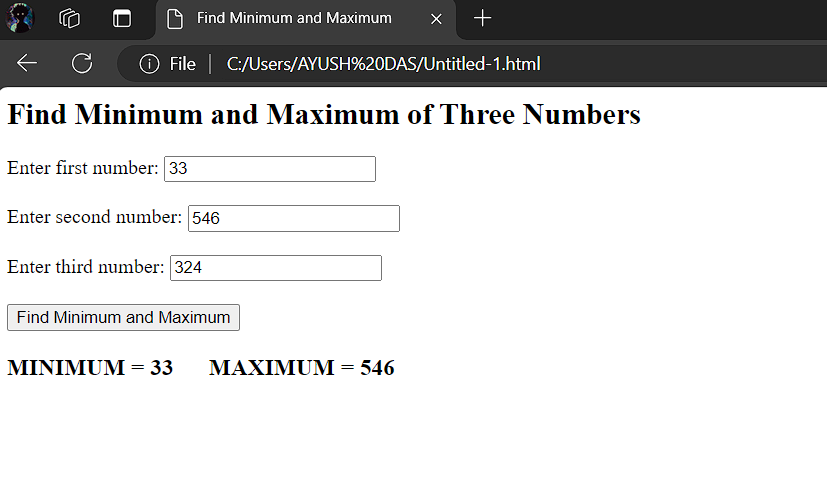 Find Minimum and Maximum
File | C:/Users/AYUSH%20DAS/Untitled-1.html
Find Minimum and Maximum of Three Numbers
Enter first number: 33
Enter second number: 546
Enter third number: 324
Find Minimum and Maximum
MINIMUM = 33 MAXIMUM = 546